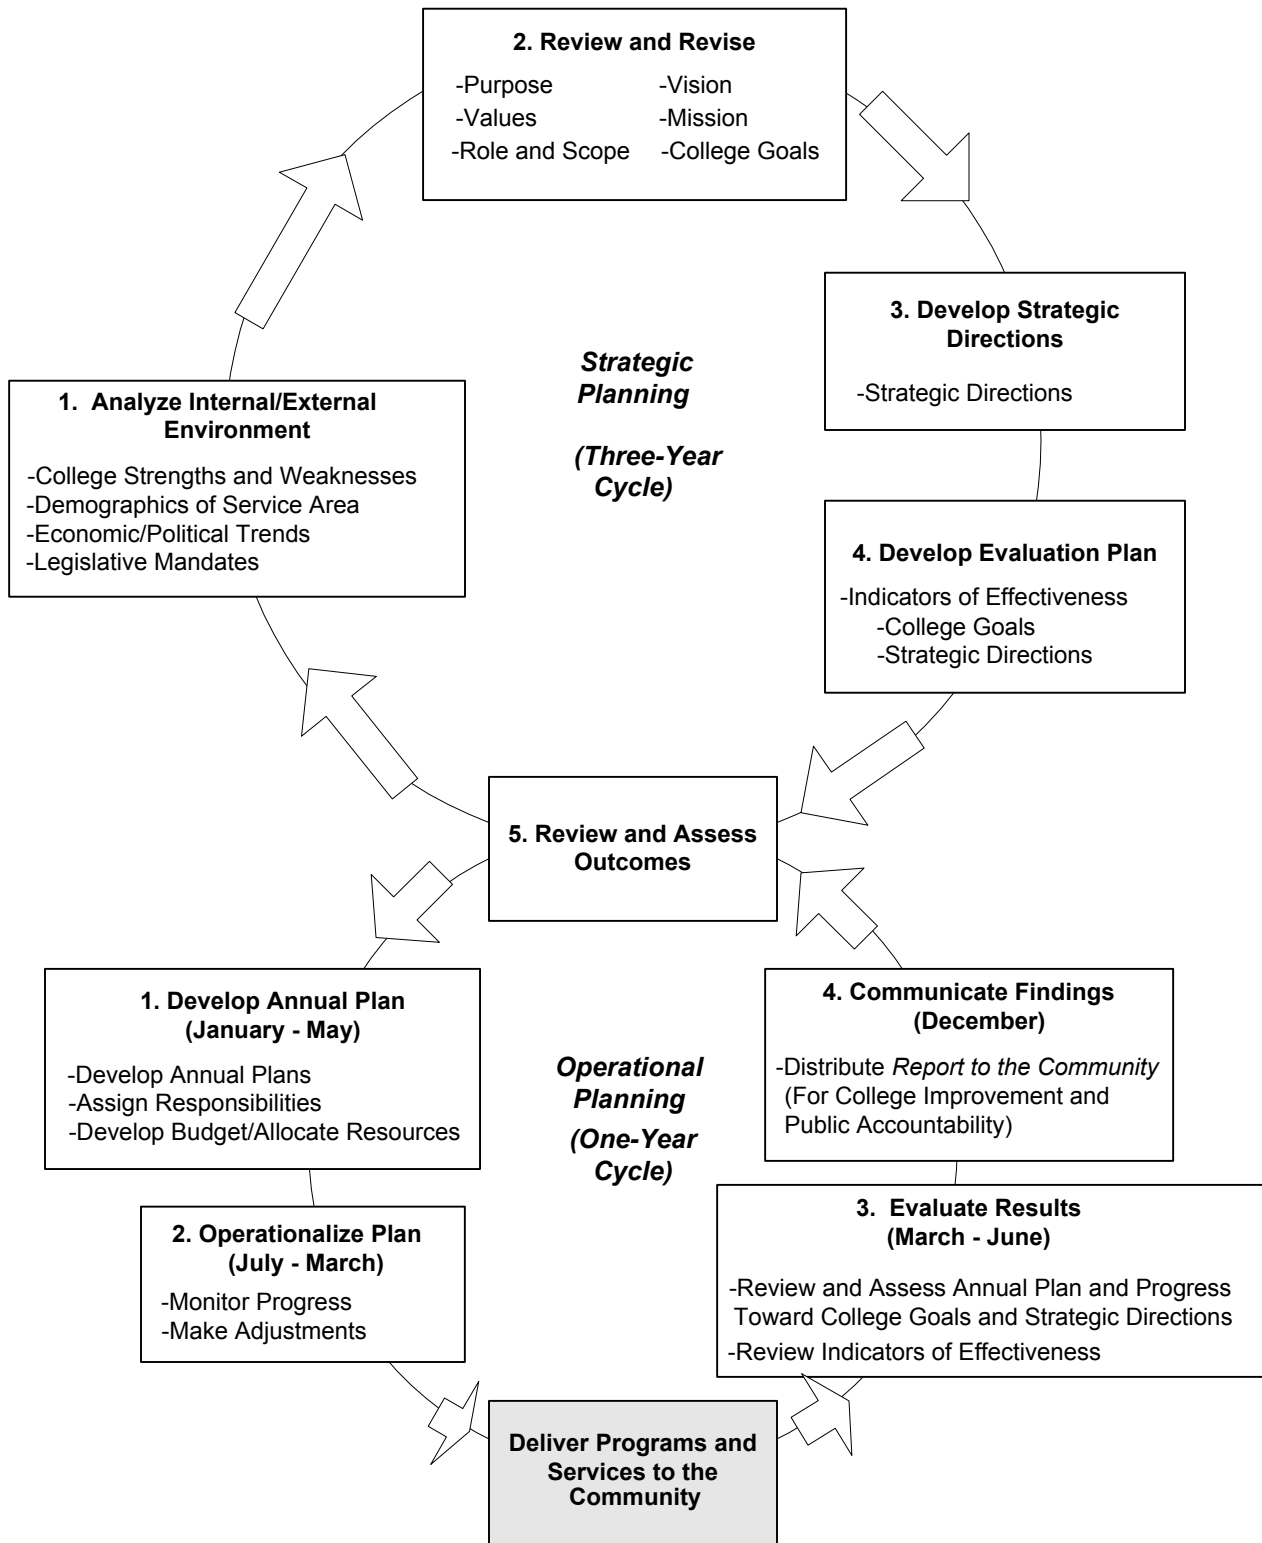 2. Review and Revise
-Purpose -Vision
-Values -Mission
-Role and Scope -College Goals
3. Develop Strategic
Directions
-Strategic Directions
Strategic
Planning
(Three-Year
Cycle)
1. Analyze Internal/External
Environment
-College Strengths and Weaknesses
-Demographics of Service Area
-Economic/Political Trends
-Legislative Mandates
4. Develop Evaluation Plan
-Indicators of Effectiveness
-College Goals
-Strategic Directions
5. Review and Assess
Outcomes
1. Develop Annual Plan
(January - May)
-Develop Annual Plans
-Assign Responsibilities
-Develop Budget/Allocate Resources
Operational
Planning
(One-Year
Cycle)
4. Communicate Findings
(December)
-Distribute Report to the Community
(For College Improvement and
Public Accountability)
2. Operationalize Plan
(July - March)
-Monitor Progress
-Make Adjustments
3. Evaluate Results
(March - June)
-Review and Assess Annual Plan and Progress
Toward College Goals and Strategic Directions
-Review Indicators of Effectiveness
Deliver Programs and
Services to the
Community